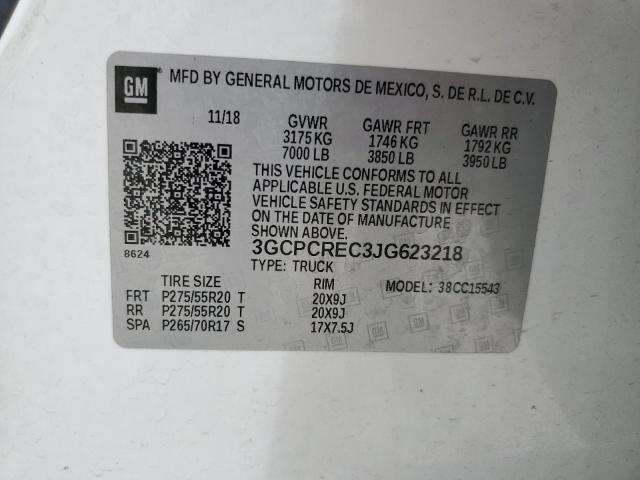 GM
MFD BY GENERAL MOTORS DE MEXICO, S. DE R.L. DE C.V.
11/18 GVWR GAWR FRT GAWR RR
3175 KG 1746 KG 1792 KG
7000 LB 3850 LB 3950 LB
THIS VEHICLE CONFORMS TO ALL
APPLICABLE U.S. FEDERAL MOTOR
VEHICLE SAFETY STANDARDS IN EFFECT
ON THE DATE OF MANUFACTURE
SHOWN ABOVE.
8624
3GCPCREC3JG623218
TYPE: TRUCK
TIRE SIZE RIM MODEL: 38CC15543
FRT P275/55R20 T 20X9J
RR P275/55R20 T 20X9J
SPA P265/70R17 S 17X7.5J